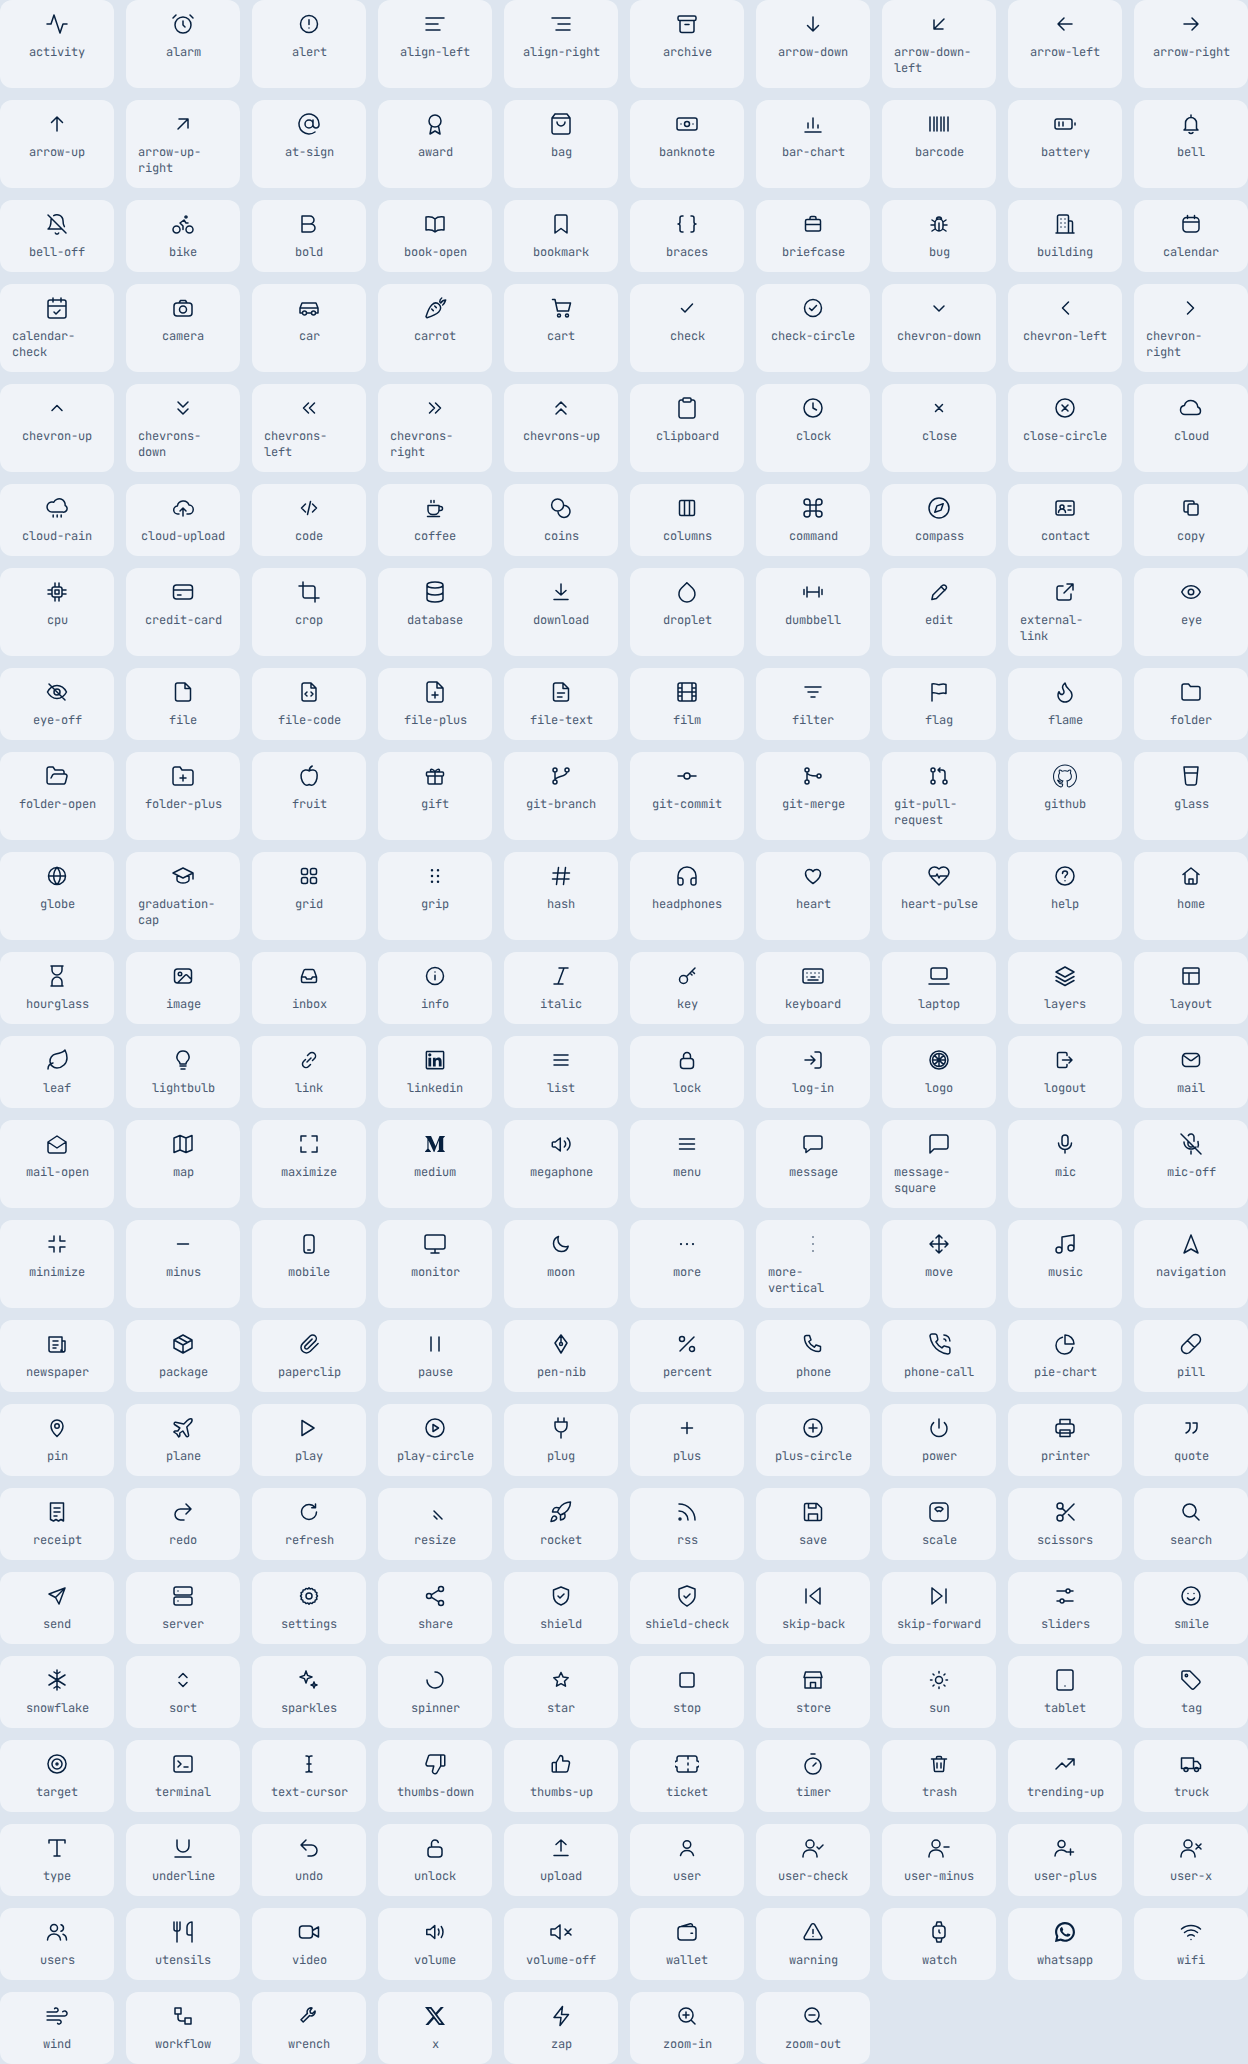 activity alarm alert align-left align-right archive arrow-down arrow-down- arrow-left arrow-right
left
arrow-up arrow-up- at-sign award bag banknote bar-chart barcode battery bell
right
bell-off bike bold book-open bookmark braces briefcase bug building calendar
calendar- camera car carrot cart check check-circle chevron-down chevron-left chevron-
check right
chevron-up chevrons- chevrons- chevrons- chevrons-up clipboard clock close close-circle cloud
down left right
cloud-rain cloud-upload code coffee coins columns command compass contact copy
cpu credit-card crop database download droplet dumbbell edit external- eye
link
eye-off file file-code file-plus file-text film filter flag flame folder
folder-open folder-plus fruit gift git-branch git-commit git-merge git-pull- github glass
request
globe graduation- grid grip hash headphones heart heart-pulse help home
cap
hourglass image inbox info italic key keyboard laptop layers layout
leaf lightbulb link linkedin list lock log-in logo logout mail
mail-open map maximize medium megaphone menu message message- mic mic-off
square
minimize minus mobile monitor moon more more- move music navigation
vertical
newspaper package paperclip pause pen-nib percent phone phone-call pie-chart pill
pin plane play play-circle plug plus plus-circle power printer quote
receipt redo refresh resize rocket rss save scale scissors search
send server settings share shield shield-check skip-back skip-forward sliders smile
snowflake sort sparkles spinner star stop store sun tablet tag
target terminal text-cursor thumbs-down thumbs-up ticket timer trash trending-up truck
type underline undo unlock upload user user-check user-minus user-plus user-x
users utensils video volume volume-off wallet warning watch whatsapp wifi
wind workflow wrench x zap zoom-in zoom-out